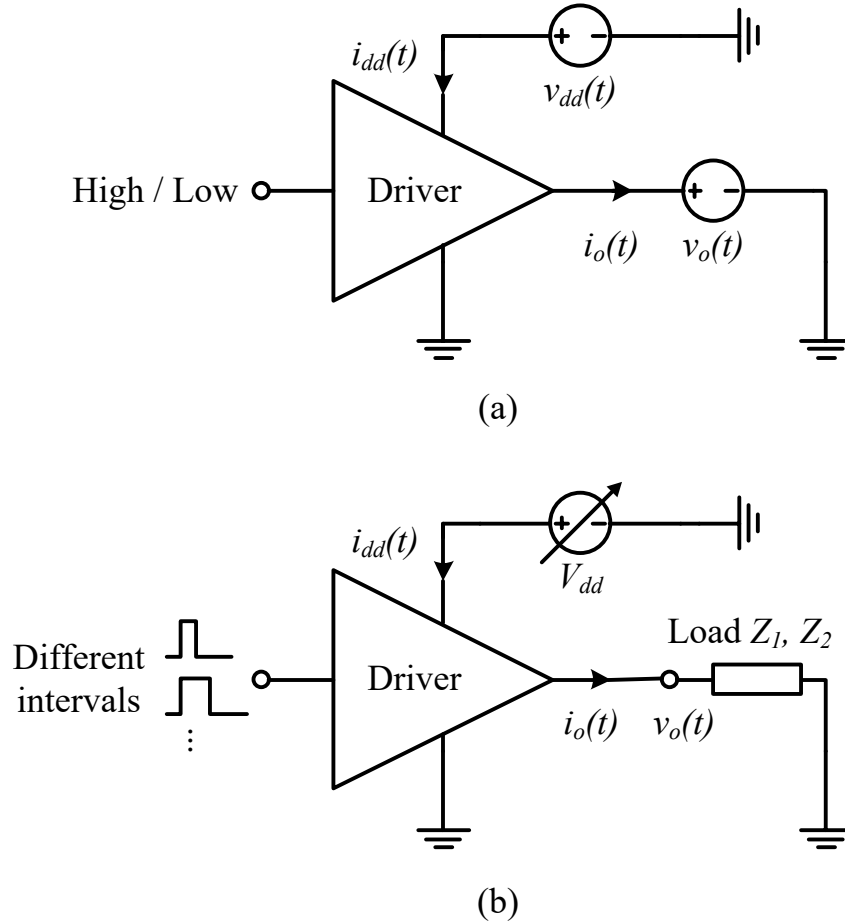 i_dd(t)
+ -
v_dd(t)
High / Low
Driver
+ -
i_o(t)
v_o(t)
(a)
i_dd(t)
+ -
V_dd
Different
intervals
⋮
Driver
Load Z_1, Z_2
i_o(t)
v_o(t)
(b)